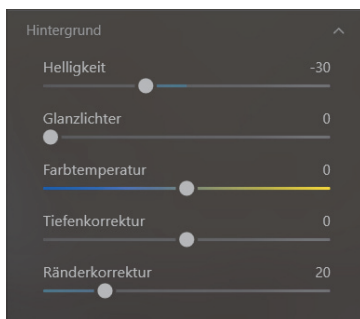 Hintergrund
Helligkeit -30
Glanzlichter 0
Farbtemperatur 0
Tiefenkorrektur 0
Ränderkorrektur 20